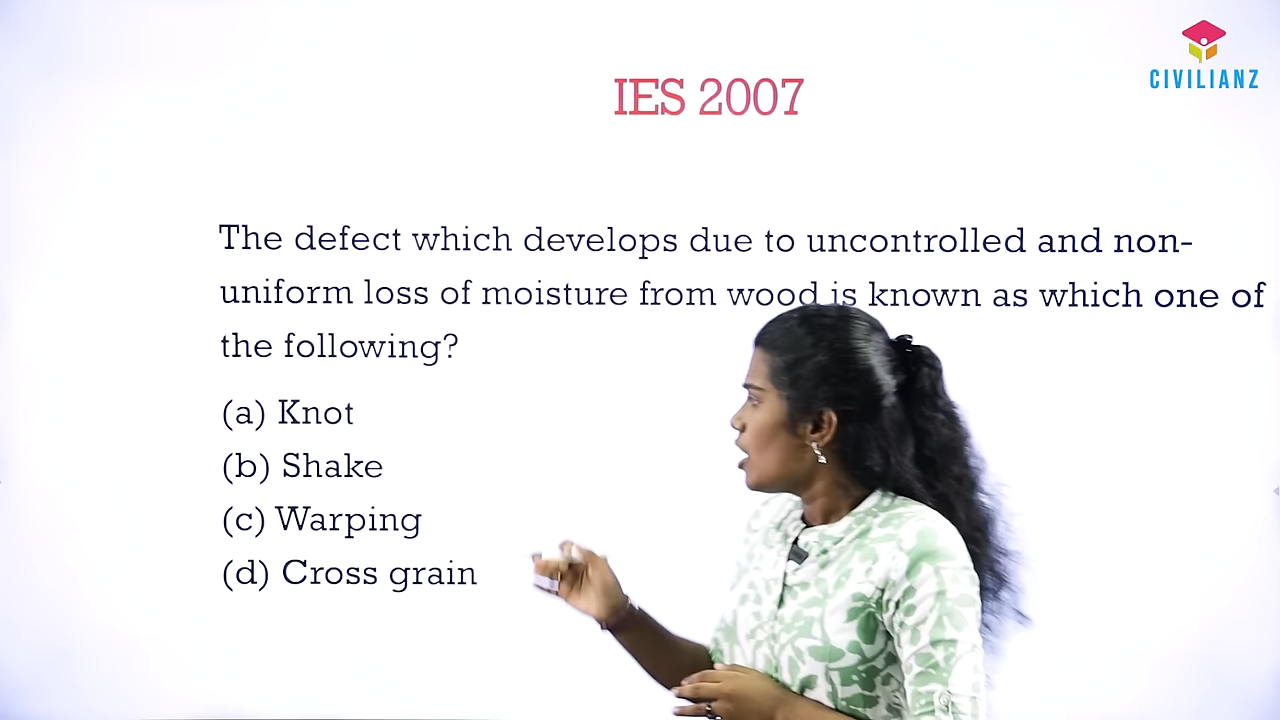 CIVILIANZ
IES 2007
The defect which develops due to uncontrolled and non-
uniform loss of moisture from wood is known as which one of
the following?
(a) Knot
(b) Shake
(c) Warping
(d) Cross grain